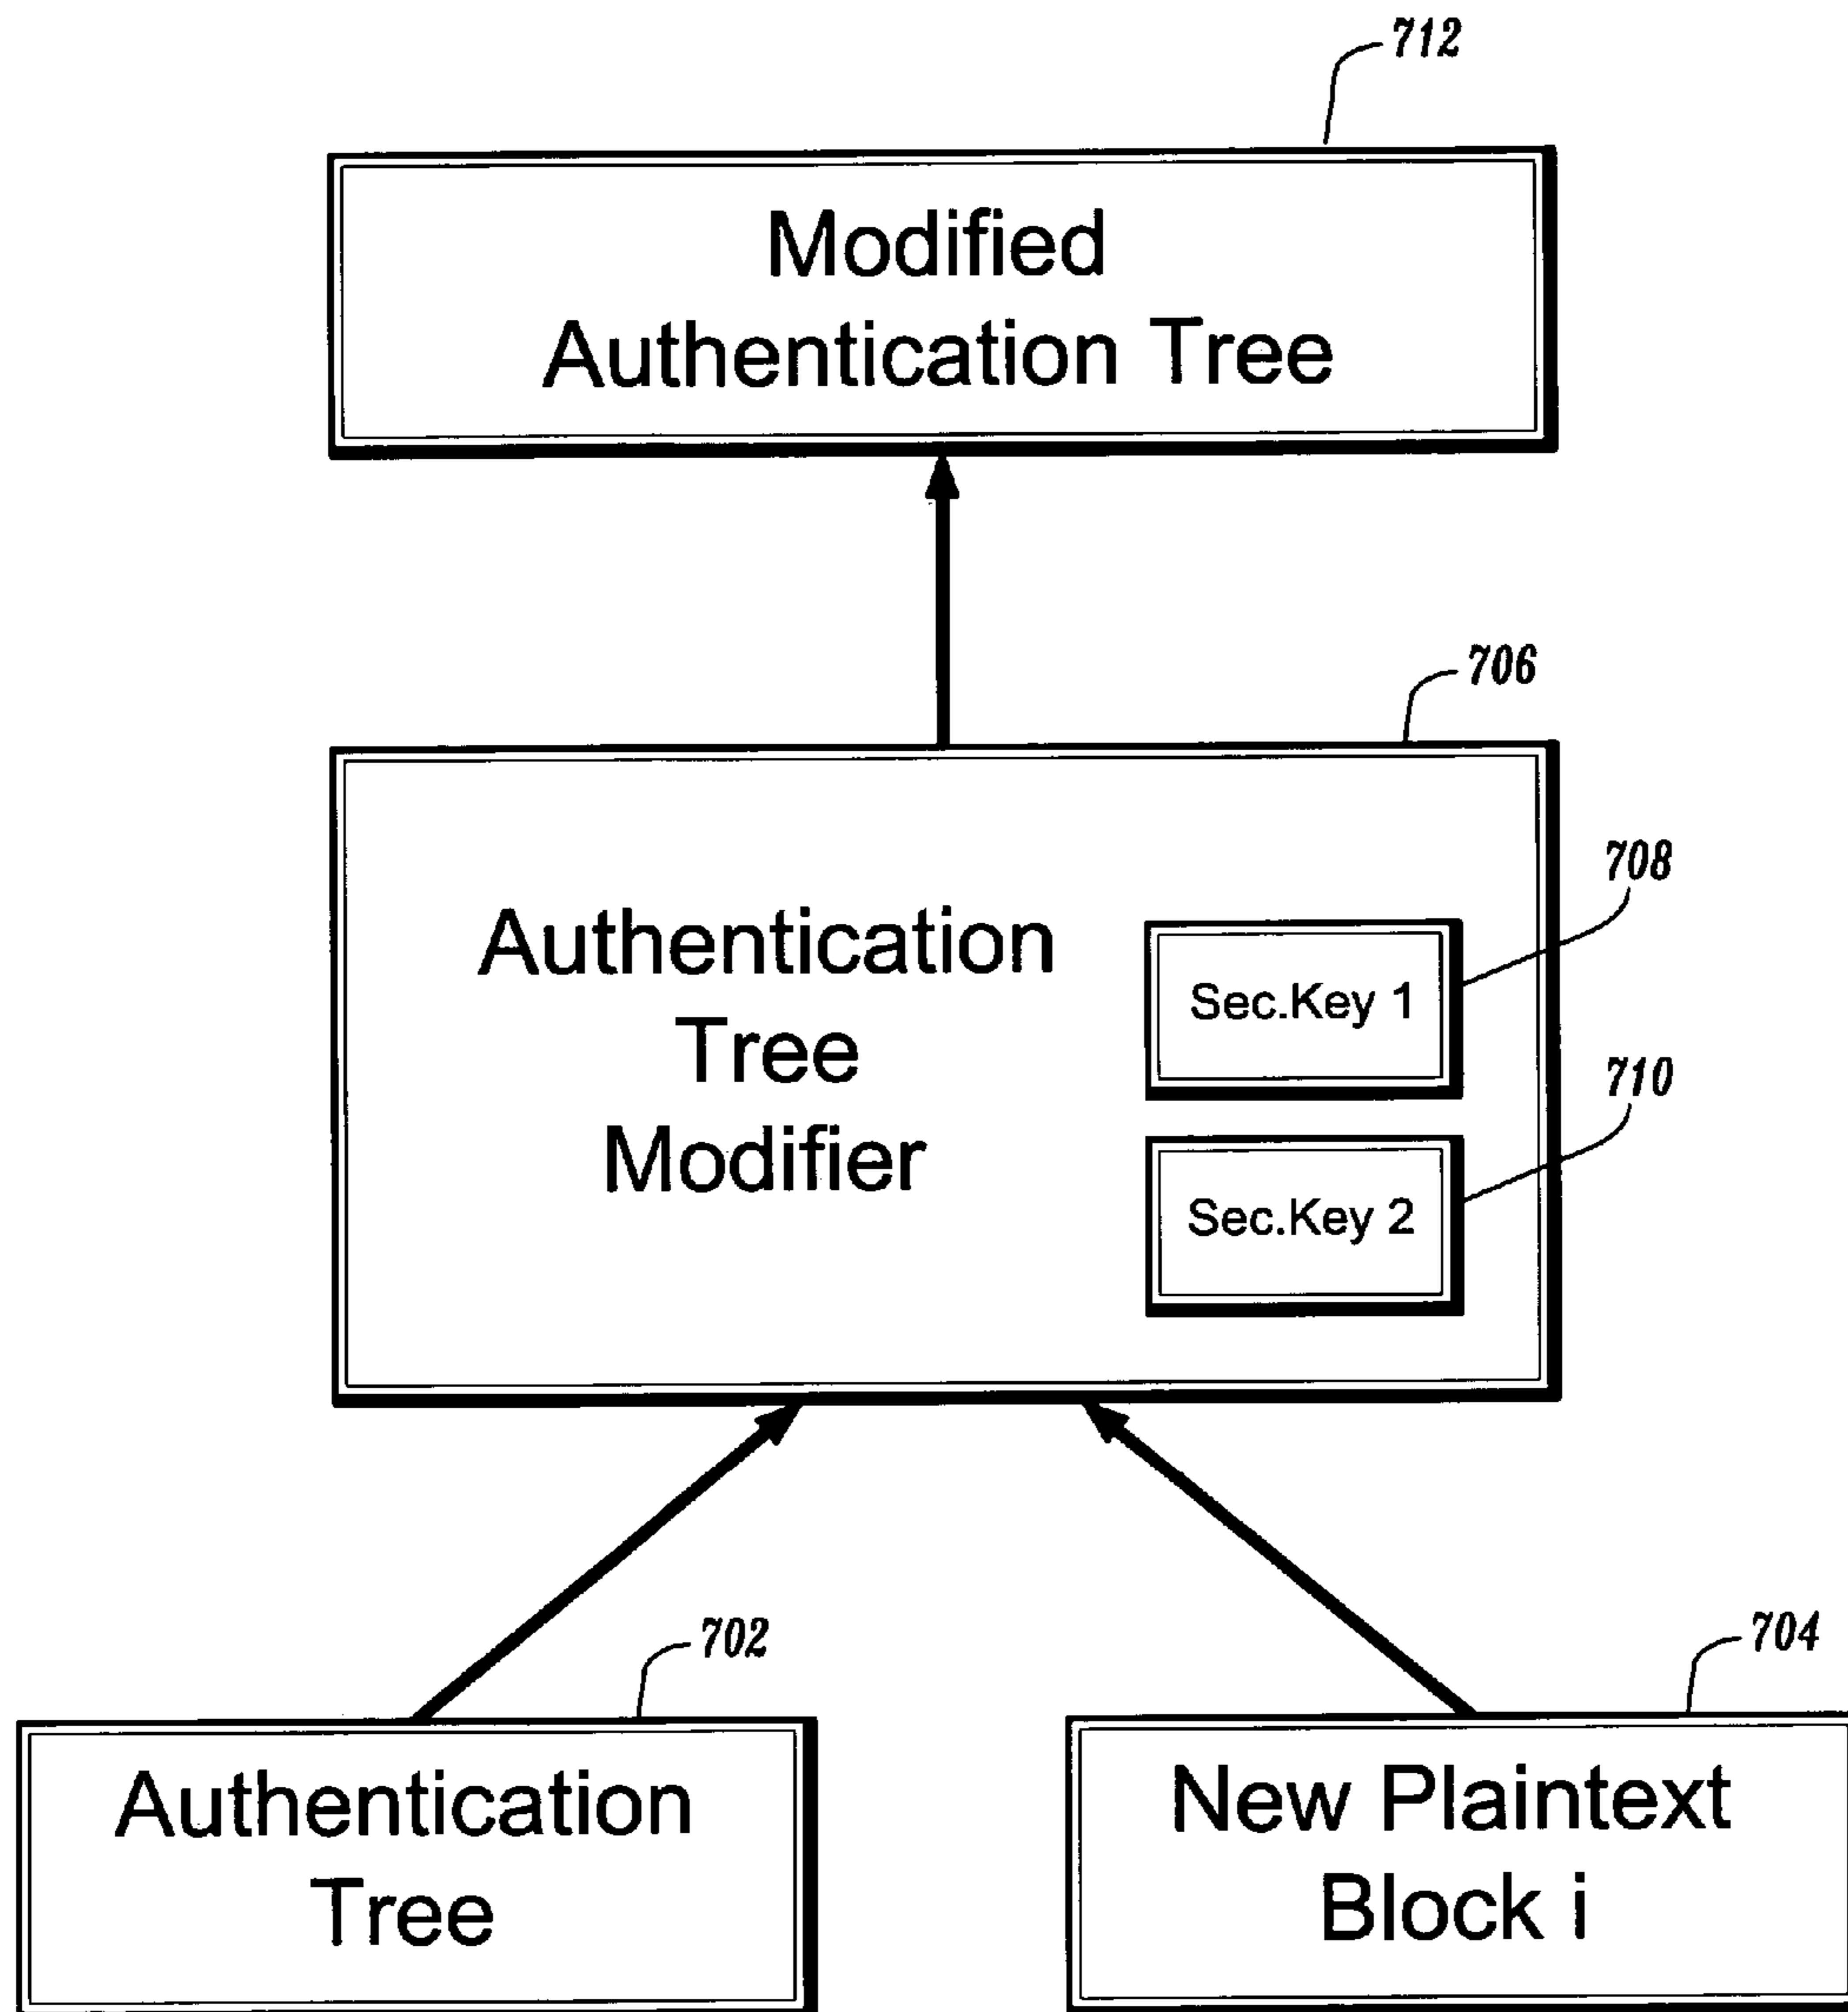 712
Modified
Authentication Tree
706
Authentication
Tree
Modifier
708
Sec.Key 1
710
Sec.Key 2
702
Authentication
Tree
704
New Plaintext
Block i